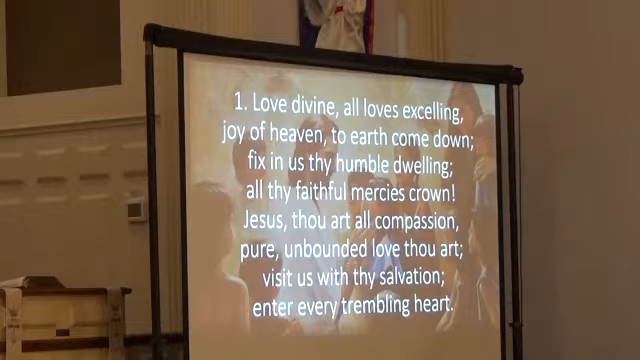 1. Love divine, all loves excelling,
joy of heaven, to earth come down;
fix in us thy humble dwelling;
all thy faithful mercies crown!
Jesus, thou art all compassion,
pure, unbounded love thou art;
visit us with thy salvation;
enter every trembling heart.